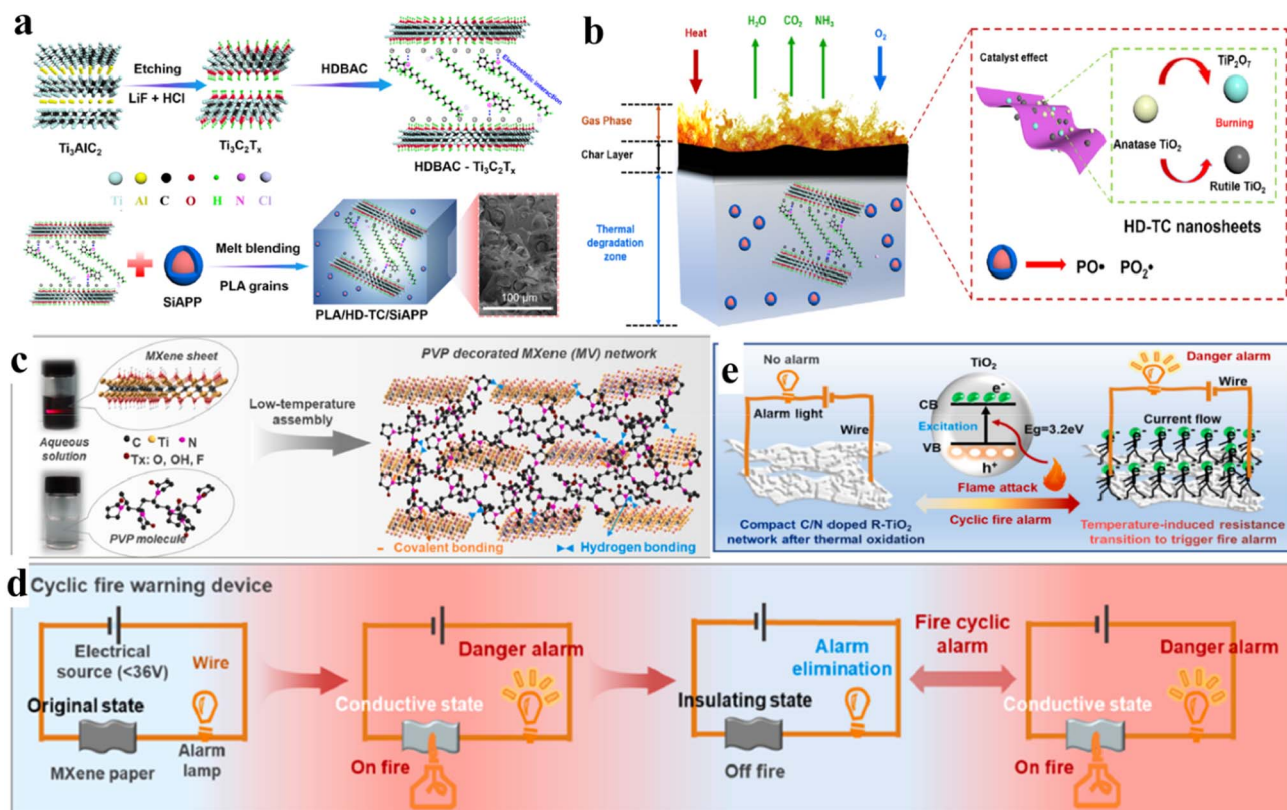 a
Etching
LiF + HCl
HDBAC
Electrostatic interaction
Ti₃AlC₂
Ti₃C₂Tₓ
HDBAC - Ti₃C₂Tₓ
Ti Al C O H N Cl
SiAPP
Melt blending
PLA grains
PLA/HD-TC/SiAPP
100 μm
b
Heat
H₂O
CO₂
NH₃
O₂
Gas Phase
Char Layer
Thermal
degradation
zone
Catalyst effect
TiP₂O₇
Burning
Anatase TiO₂
Rutile TiO₂
HD-TC nanosheets
PO• PO₂•
c
MXene sheet
Aqueous
solution
C Ti N
Tx: O, OH, F
PVP molecule
Low-temperature
assembly
PVP decorated MXene (MV) network
Covalent bonding
Hydrogen bonding
e
No alarm
Alarm light
Wire
TiO₂
e⁻
CB
Excitation
VB
h⁺
Eg=3.2eV
Flame attack
Cyclic fire alarm
Compact C/N doped R-TiO₂
network after thermal oxidation
Danger alarm
Wire
Current flow
e⁻ e⁻ e⁻ e⁻ e⁻ e⁻
Temperature-induced resistance
transition to trigger fire alarm
d
Cyclic fire warning device
Electrical
source (<36V)
Wire
Original state
MXene paper
Alarm
lamp
Danger alarm
Conductive state
On fire
Alarm
elimination
Insulating state
Off fire
Fire cyclic
alarm
Danger alarm
Conductive state
On fire